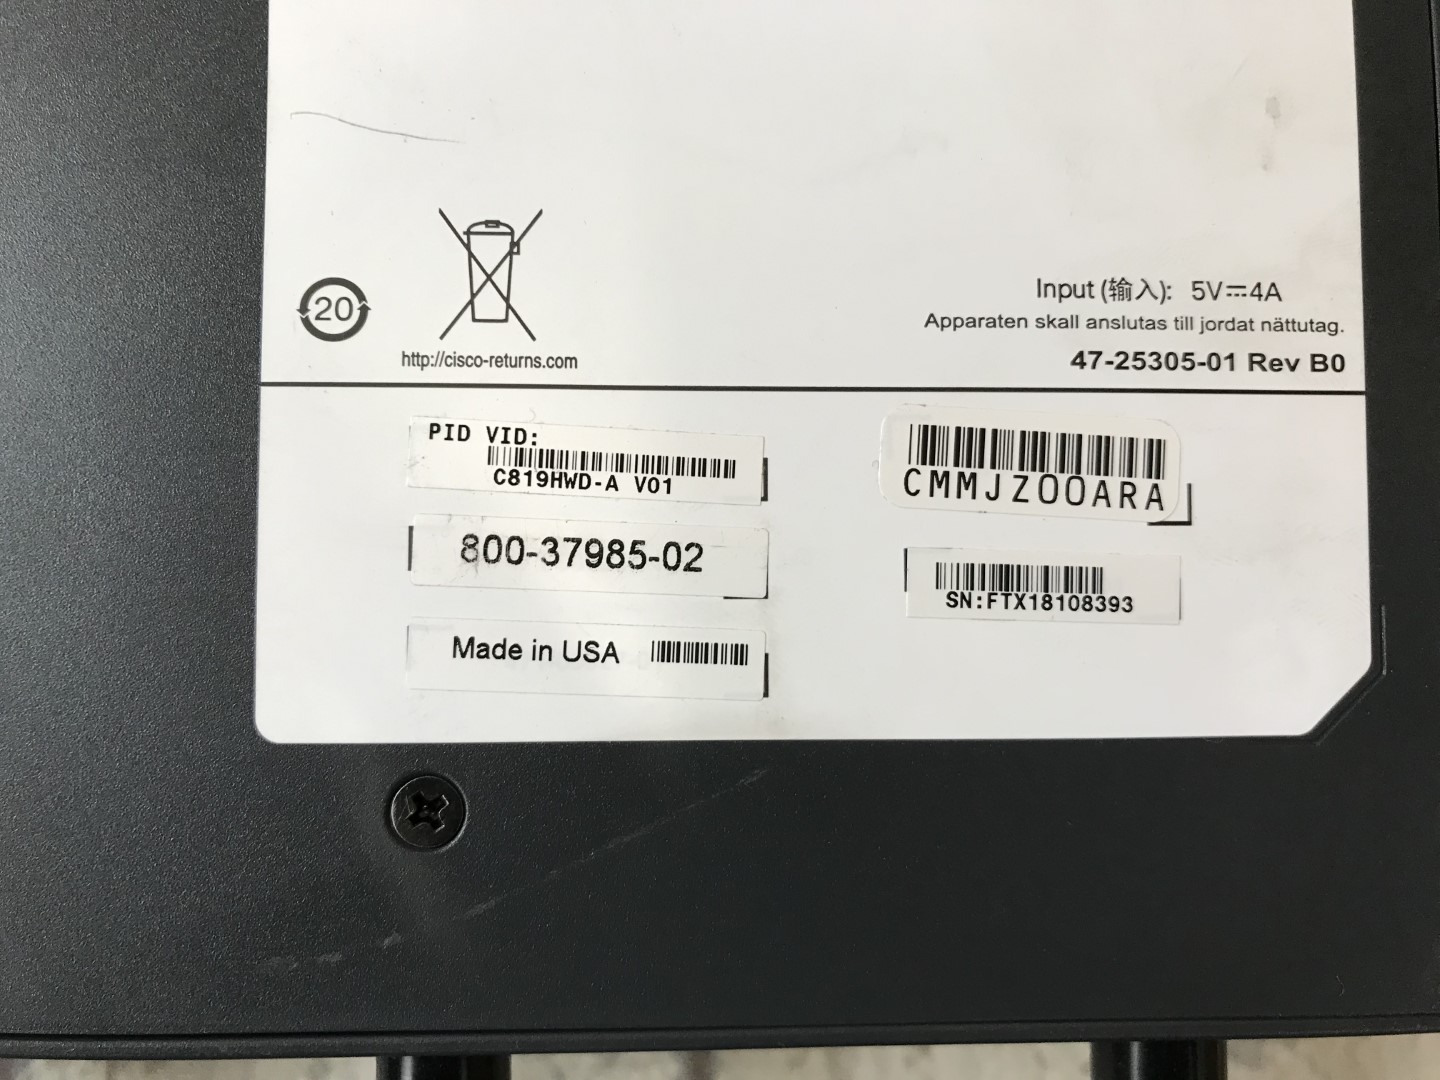 20
http://cisco-returns.com
Input (输入): 5V⎓4A
Apparaten skall anslutas till jordat nättutag.
47-25305-01 Rev B0
PID VID:
C819HWD-A V01
CMMJZ00ARA
800-37985-02
SN:FTX18108393
Made in USA